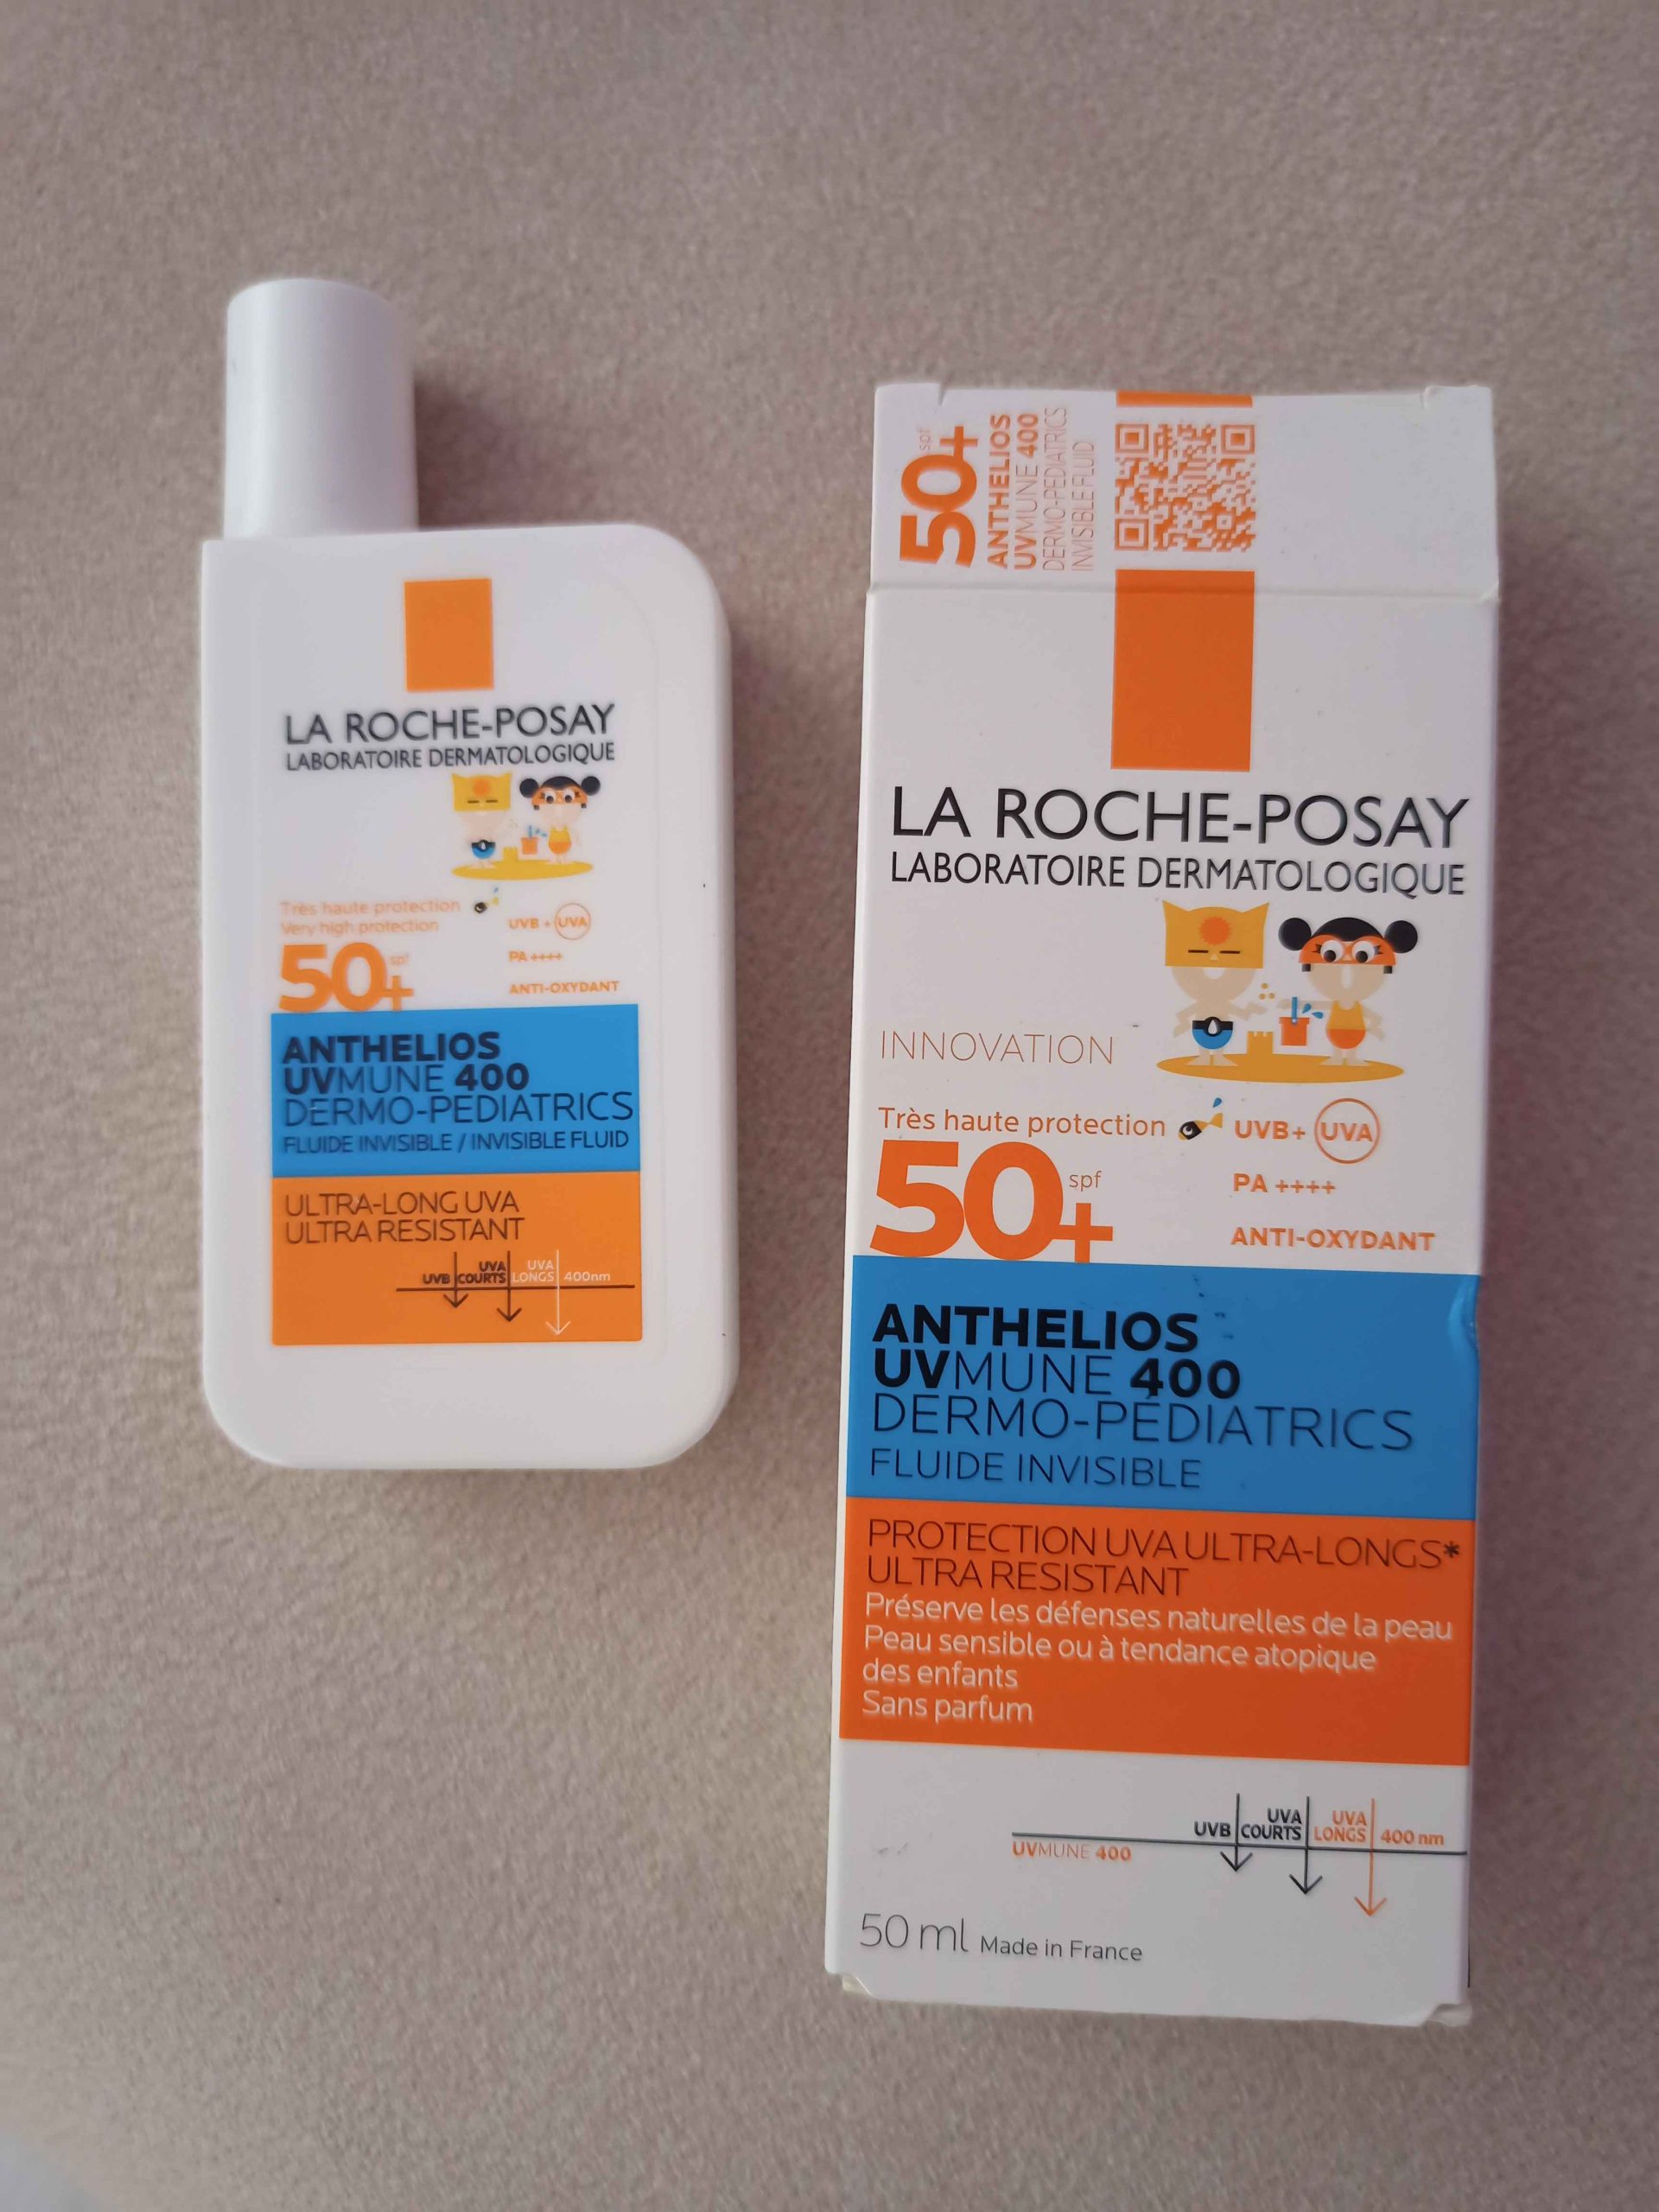 LA ROCHE-POSAY
LABORATOIRE DERMATOLOGIQUE
Très haute protection
Very high protection
50+ spf
UVB + UVA
PA ++++
ANTI-OXYDANT
ANTHELIOS
UVMUNE 400
DERMO-PEDIATRICS
FLUIDE INVISIBLE / INVISIBLE FLUID
ULTRA-LONG UVA
ULTRA RESISTANT
UVB
UVA COURTS
UVA LONGS
400nm
50+ spf
ANTHELIOS
UVMUNE 400
DERMO-PEDIATRICS
INVISIBLE FLUID
LA ROCHE-POSAY
LABORATOIRE DERMATOLOGIQUE
INNOVATION
Très haute protection
50+ spf
UVB+ UVA
PA ++++
ANTI-OXYDANT
ANTHELIOS
UVMUNE 400
DERMO-PÉDIATRICS
FLUIDE INVISIBLE
PROTECTION UVA ULTRA-LONGS*
ULTRA RESISTANT
Préserve les défenses naturelles de la peau
Peau sensible ou à tendance atopique
des enfants
Sans parfum
UVMUNE 400
UVB
UVA COURTS
UVA LONGS
400 nm
50 ml Made in France